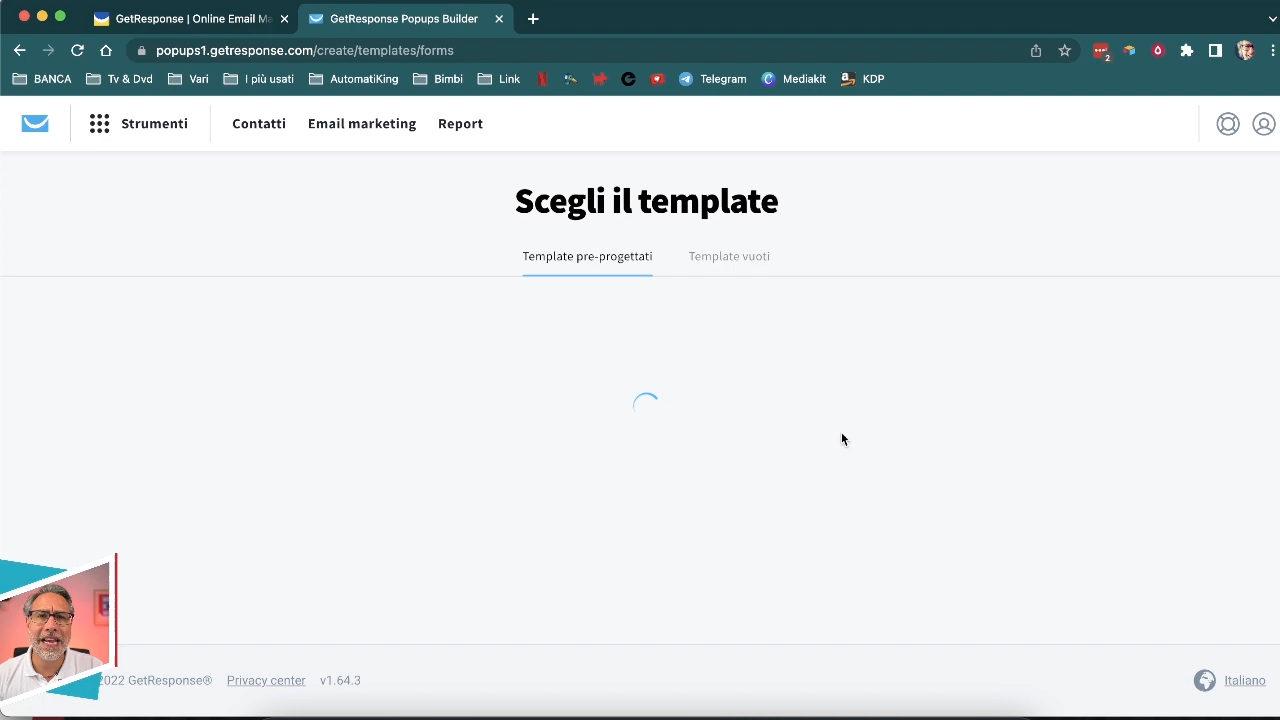 GetResponse | Online Email Ma
GetResponse Popups Builder
popups1.getresponse.com/create/templates/forms
2
BANCA
Tv & Dvd
Vari
I più usati
AutomatiKing
Bimbi
Link
Telegram
Mediakit
KDP
Strumenti
Contatti
Email marketing
Report
Scegli il template
Template pre-progettati
Template vuoti
2022 GetResponse®
Privacy center
v1.64.3
Italiano